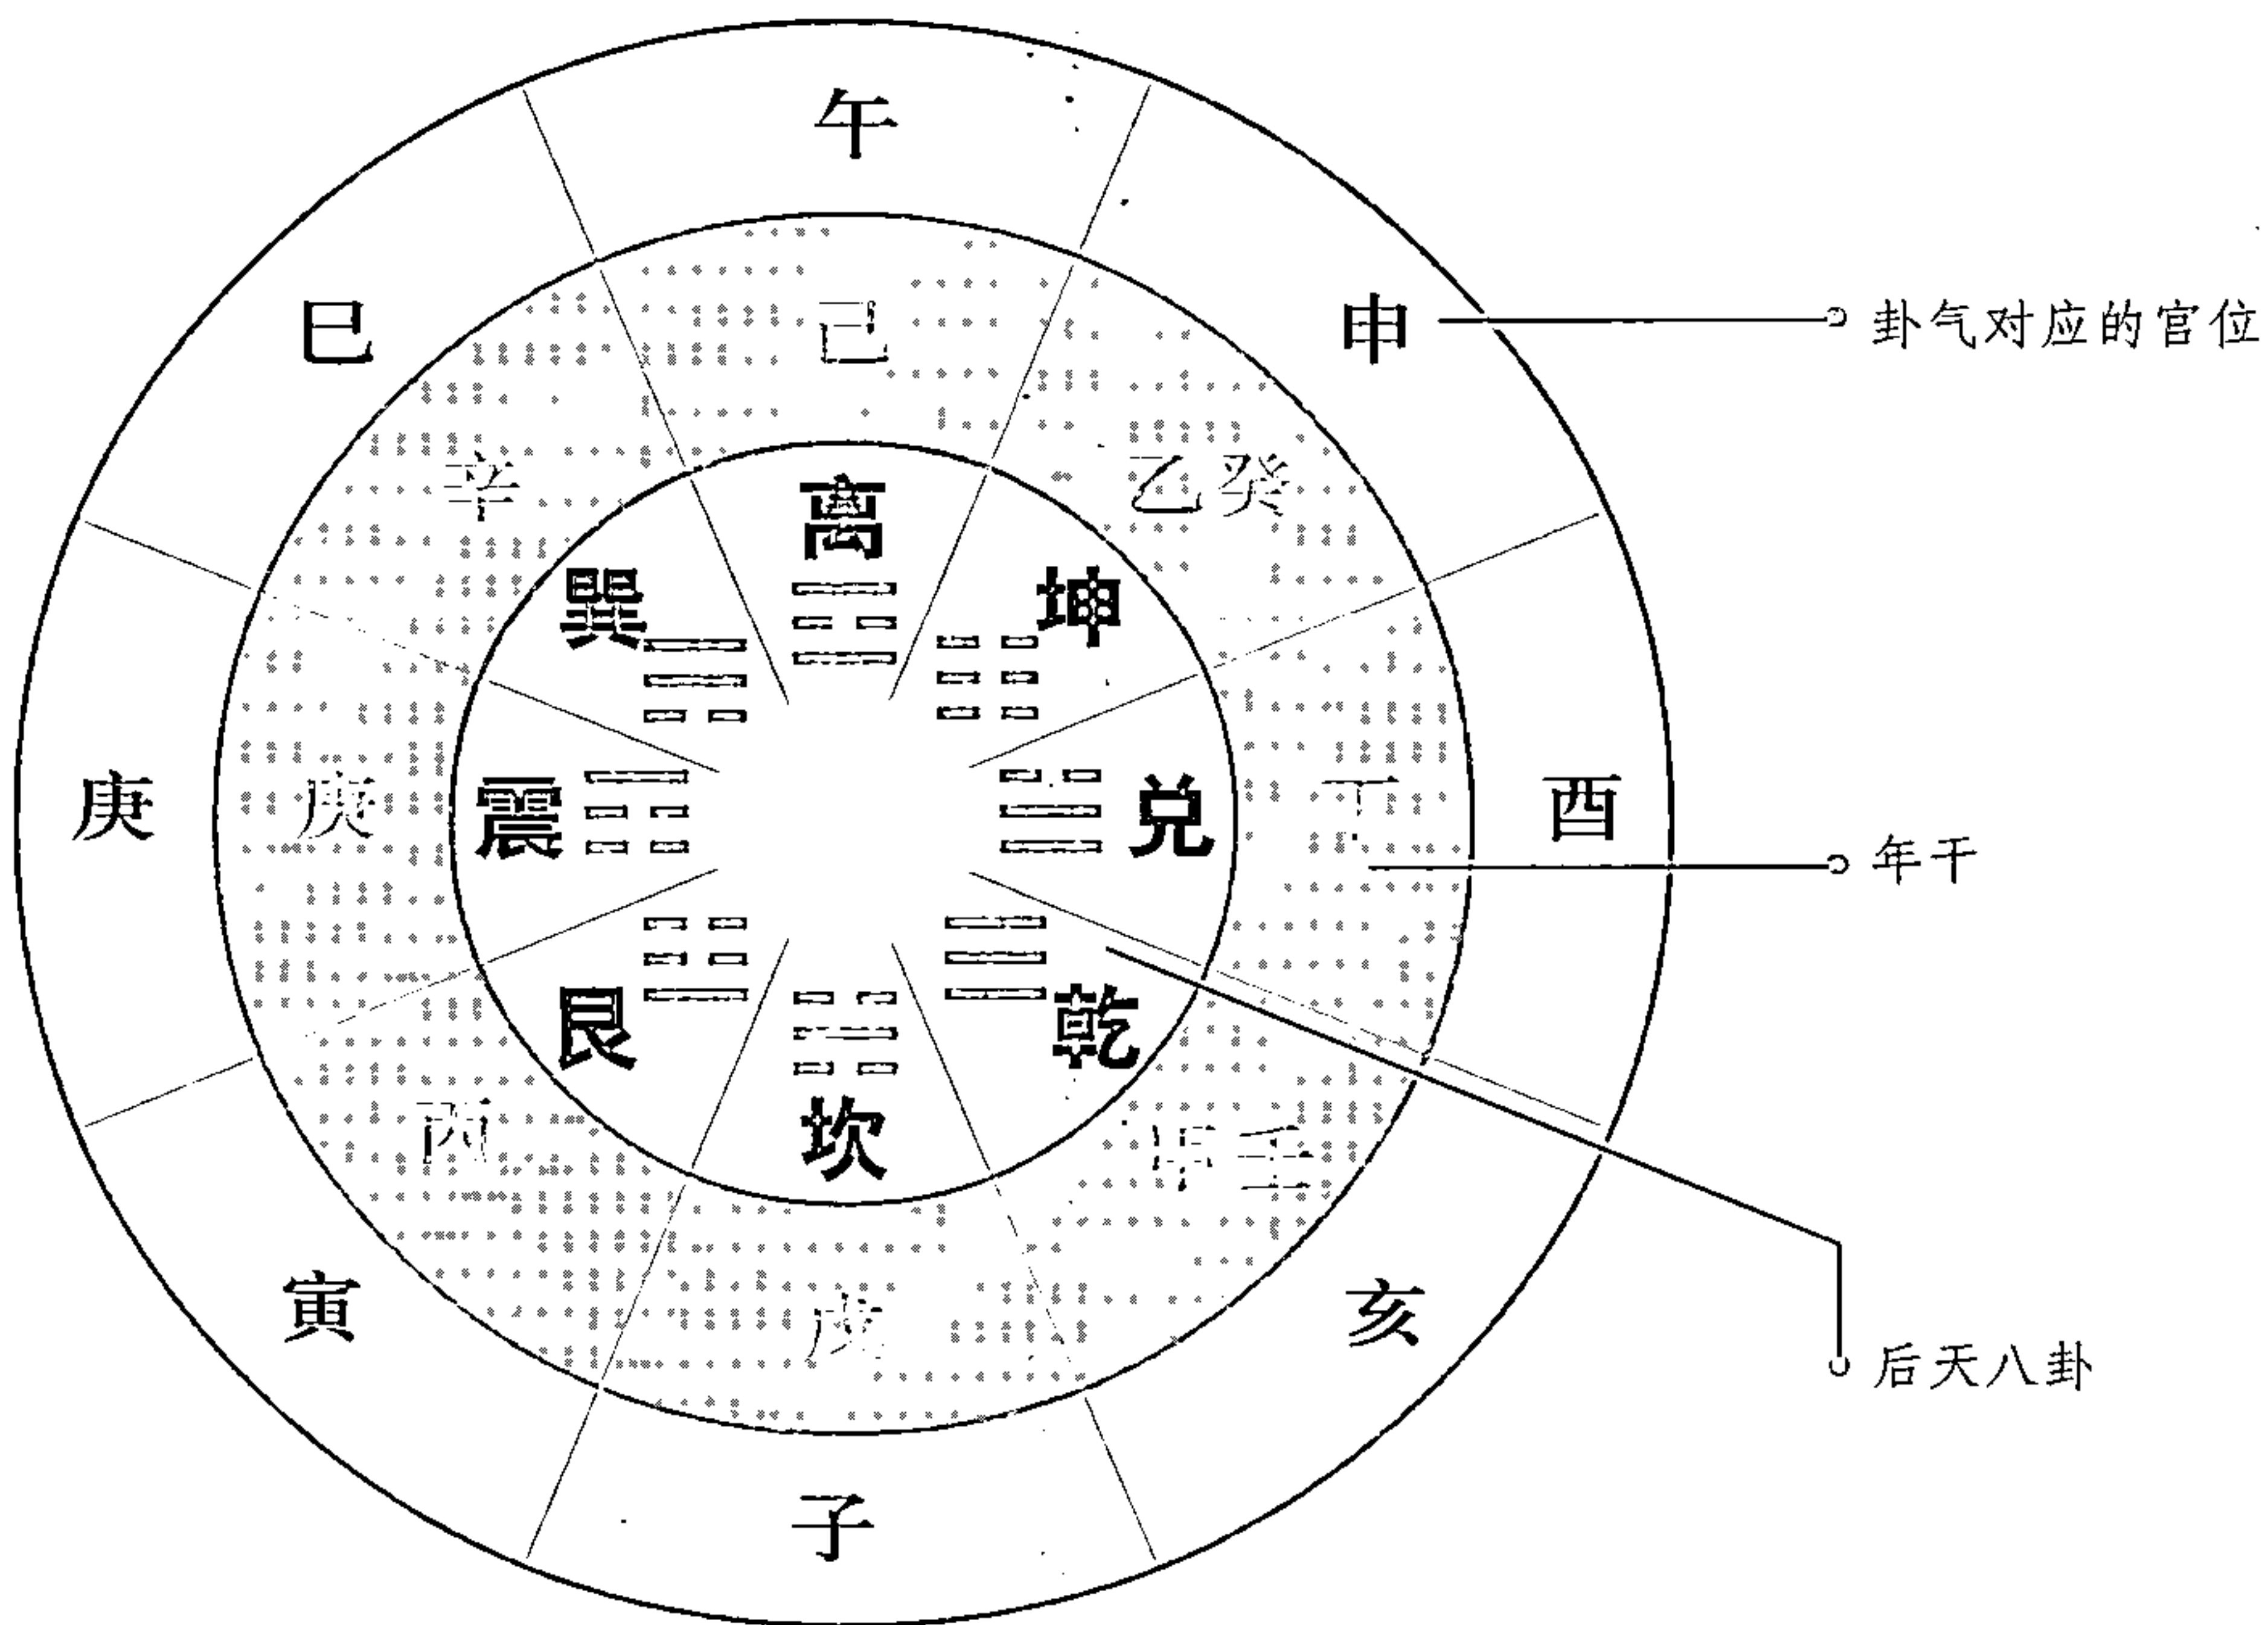 午
巳
申
卦气对应的宫位
己
辛
乙癸
离
巽
坤
庚
庚
震
兑
丁
酉
年干
艮
乾
坎
丙
甲壬
戊
寅
亥
子
后天八卦